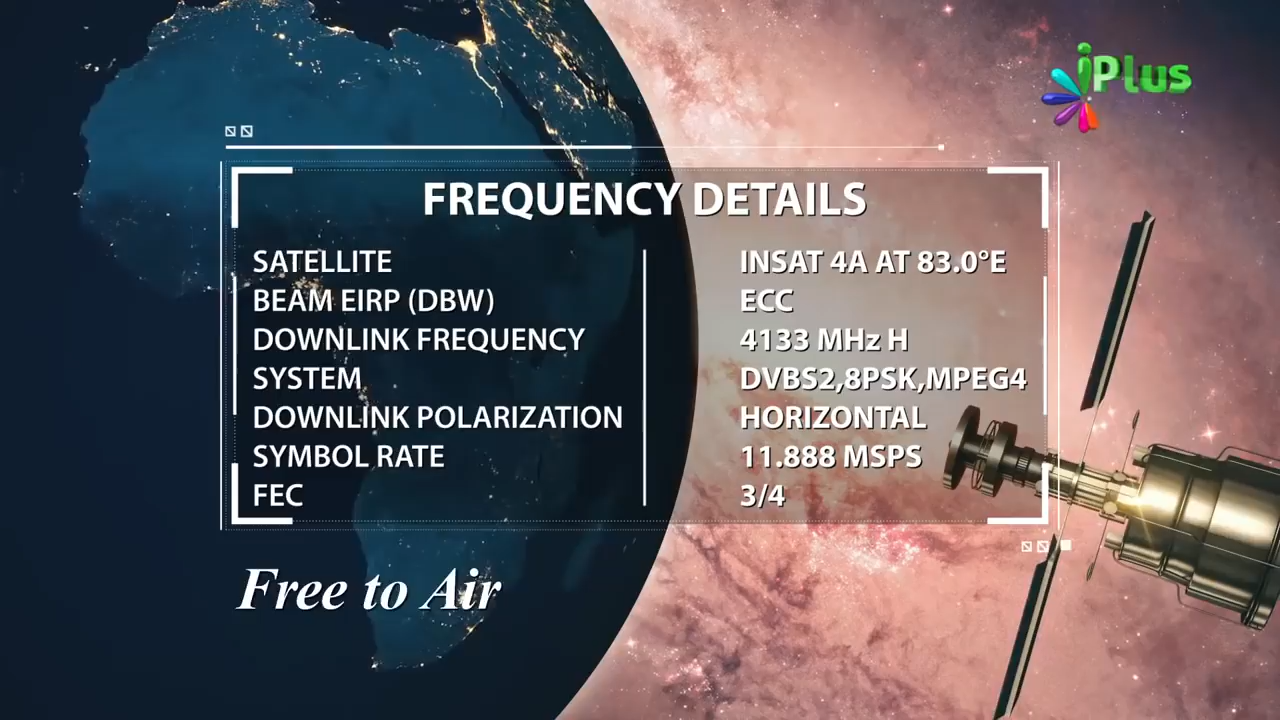 iPlus
FREQUENCY DETAILS
SATELLITE INSAT 4A AT 83.0°E
BEAM EIRP (DBW) ECC
DOWNLINK FREQUENCY 4133 MHz H
SYSTEM DVBS2,8PSK,MPEG4
DOWNLINK POLARIZATION HORIZONTAL
SYMBOL RATE 11.888 MSPS
FEC 3/4
Free to Air